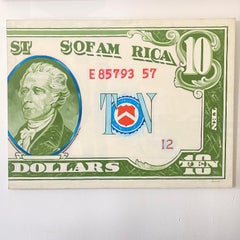 ST SOFAM RICA 10
E 85793 57
TEN
TEN
12
DOLLARS 10